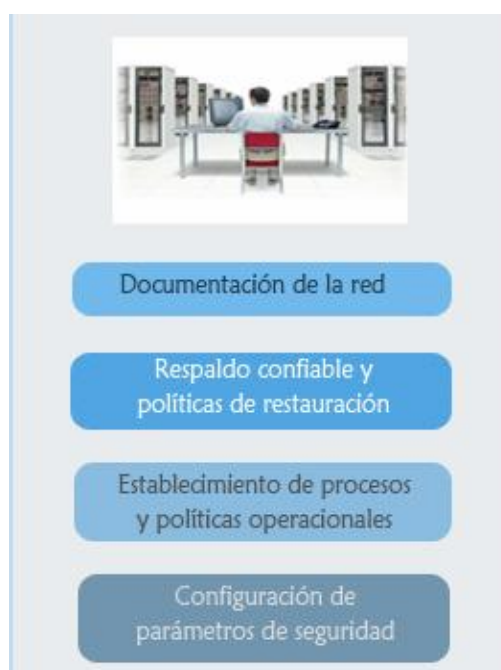 Documentación de la red
Respaldo confiable y
políticas de restauración
Establecimiento de procesos
y políticas operacionales
Configuración de
parámetros de seguridad